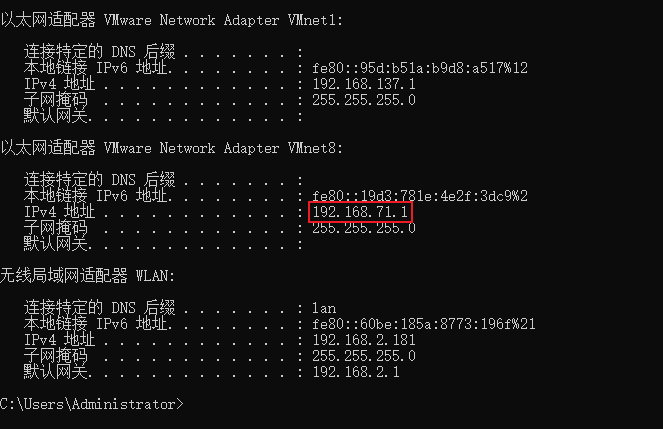 以太网适配器 VMware Network Adapter VMnet1:
连接特定的 DNS 后缀 . . . . . . . :
本地链接 IPv6 地址. . . . . . . . : fe80::95d:b51a:b9d8:a517%12
IPv4 地址 . . . . . . . . . . . . : 192.168.137.1
子网掩码 . . . . . . . . . . . . : 255.255.255.0
默认网关. . . . . . . . . . . . . :
以太网适配器 VMware Network Adapter VMnet8:
连接特定的 DNS 后缀 . . . . . . . :
本地链接 IPv6 地址. . . . . . . . : fe80::19d3:781e:4e2f:3dc9%2
IPv4 地址 . . . . . . . . . . . . : 192.168.71.1
子网掩码 . . . . . . . . . . . . : 255.255.255.0
默认网关. . . . . . . . . . . . . :
无线局域网适配器 WLAN:
连接特定的 DNS 后缀 . . . . . . . : lan
本地链接 IPv6 地址. . . . . . . . : fe80::60be:185a:8773:196f%21
IPv4 地址 . . . . . . . . . . . . : 192.168.2.181
子网掩码 . . . . . . . . . . . . : 255.255.255.0
默认网关. . . . . . . . . . . . . : 192.168.2.1
C:\Users\Administrator>